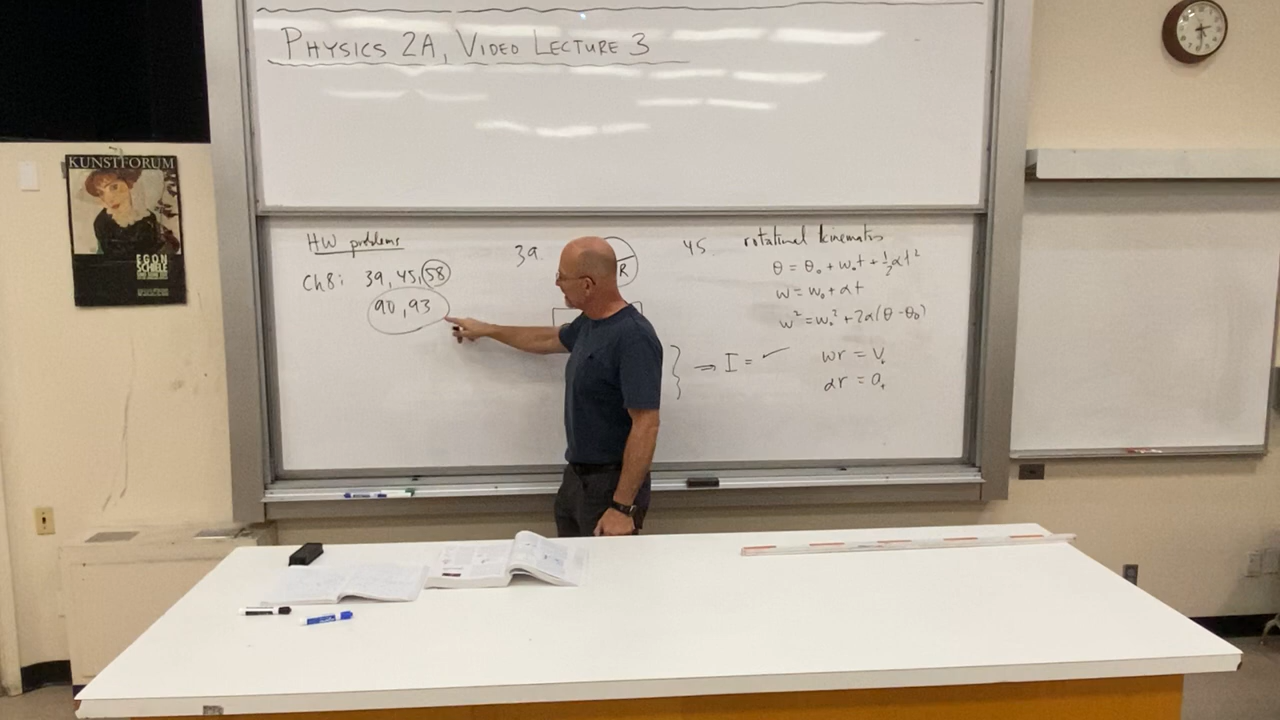 PHYSICS 2A, VIDEO LECTURE 3
KUNSTFORUM
EGON
SCHIELE
HW problems
Ch8: 39, 45, 58
90, 93
39.
R
⇒ I = ✓
45
rotational kinematics
θ = θ₀ + ω₀t + ½αt²
ω = ω₀ + αt
ω² = ω₀² + 2α(θ - θ₀)
ωr = Vₜ
αr = aₜ